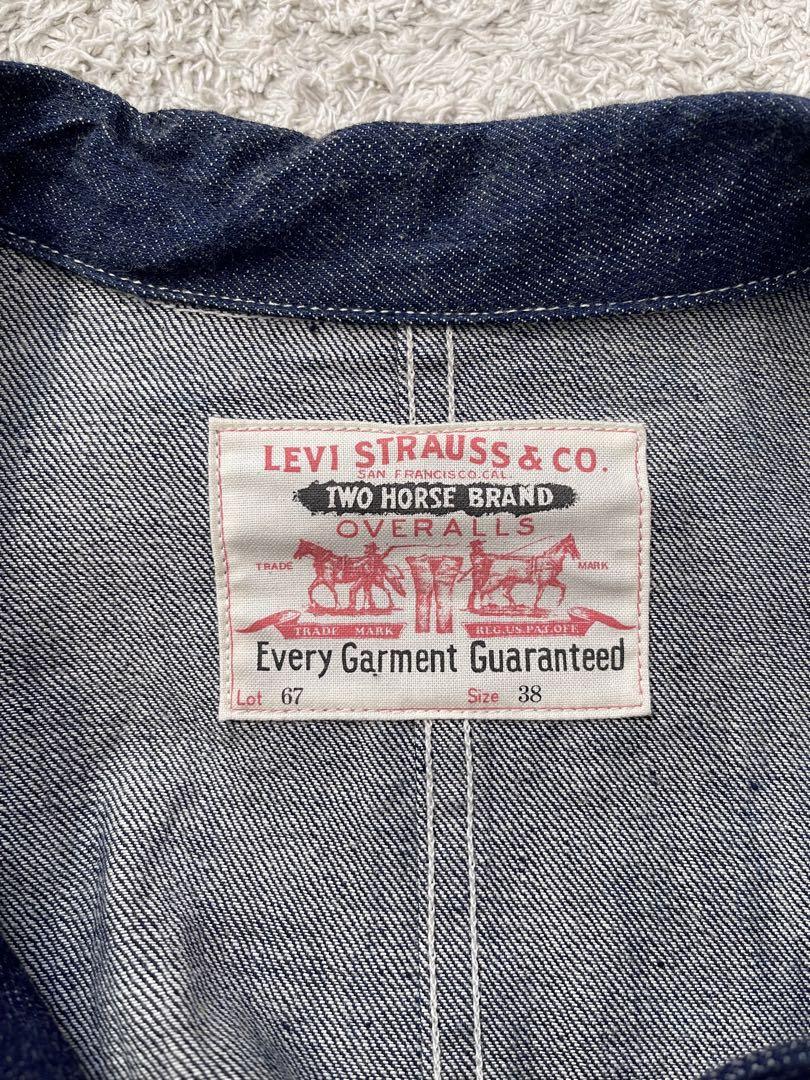 LEVI STRAUSS & CO.
SAN FRANCISCO.CAL
TWO HORSE BRAND
OVERALLS
TRADE MARK
TRADE MARK REG.US.PAT.OFF.
Every Garment Guaranteed
Lot 67 Size 38